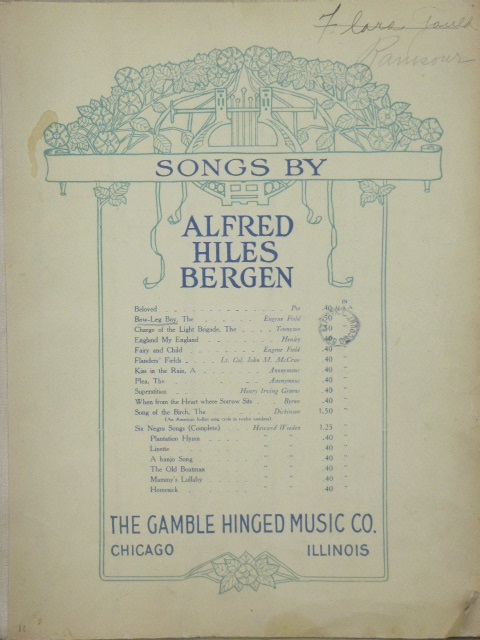 Flora
Ramsour
SONGS BY
ALFRED
HILES
BERGEN
Beloved Poe .40
Bow-Leg Boy, The Eugene Field .50
Charge of the Light Brigade, The Tennyson .50
England My England Henley .40
Fairy and Child Eugene Field .40
Flanders' Fields Lt. Col. John M. McCrae .40
Kiss in the Rain, A Anonymous .40
Plea, The Anonymous .40
Superstition Henry Irving Greene .40
When from the Heart where Sorrow Sits Byron .40
Song of the Birch, The Dickinson 1.50
Six Negro Songs (Complete) Howard Weeden 1.25
Plantation Hymn " " .40
Linette " " .40
A banjo Song " " .40
The Old Boatman " " .40
Mammy's Lullaby " " .40
Homesick " " .40
THE GAMBLE HINGED MUSIC CO.
CHICAGO ILLINOIS